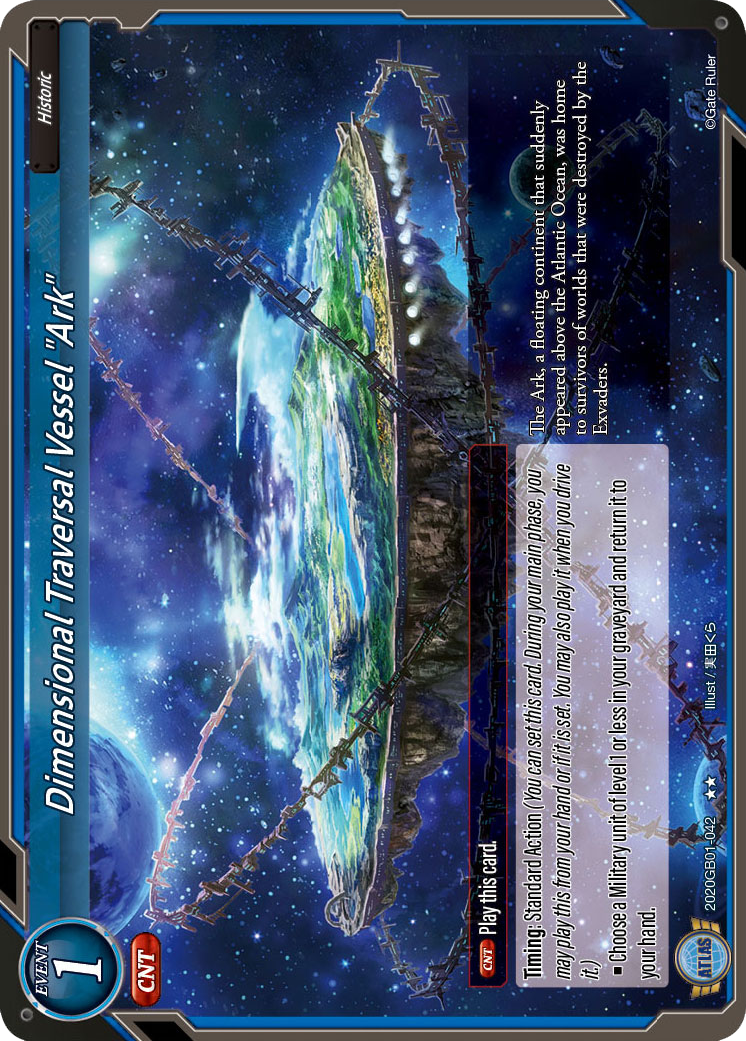 EVENT
1
Dimensional Traversal Vessel "Ark"
Historic
CNT
CNT Play this card.
Timing: Standard Action (You can set this card. During your main phase, you
may play this from your hand or if it is set. You may also play it when you drive
it.)
▪ Choose a Military unit of level 1 or less in your graveyard and return it to
your hand.
The Ark, a floating continent that suddenly
appeared above the Atlantic Ocean, was home
to survivors of worlds that were destroyed by the
Exvaders.
ATLAS
2020GB01-042 ★★
Illust / 実田くら
©Gate Ruler